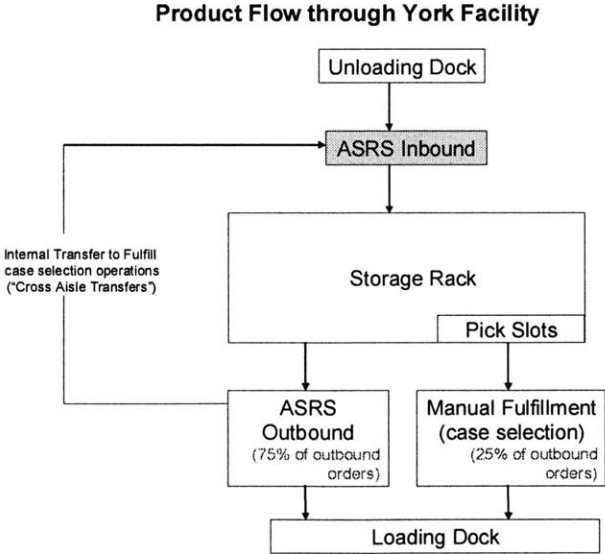 Product Flow through York Facility
Unloading Dock
ASRS Inbound
Internal Transfer to Fulfill
case selection operations
("Cross Aisle Transfers")
Storage Rack
Pick Slots
ASRS
Outbound
(75% of outbound
orders)
Manual Fulfillment
(case selection)
(25% of outbound
orders)
Loading Dock